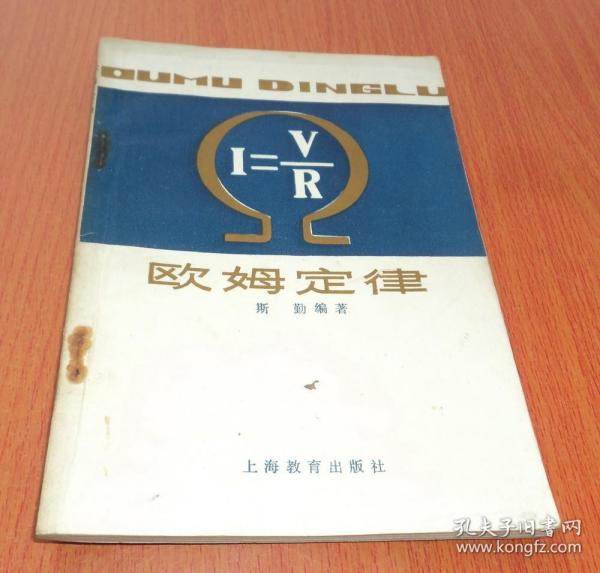 OUMU DINGLU
I=V/R
欧姆定律
斯 勤编著
上海教育出版社
孔夫子旧书网
www.kongfz.com